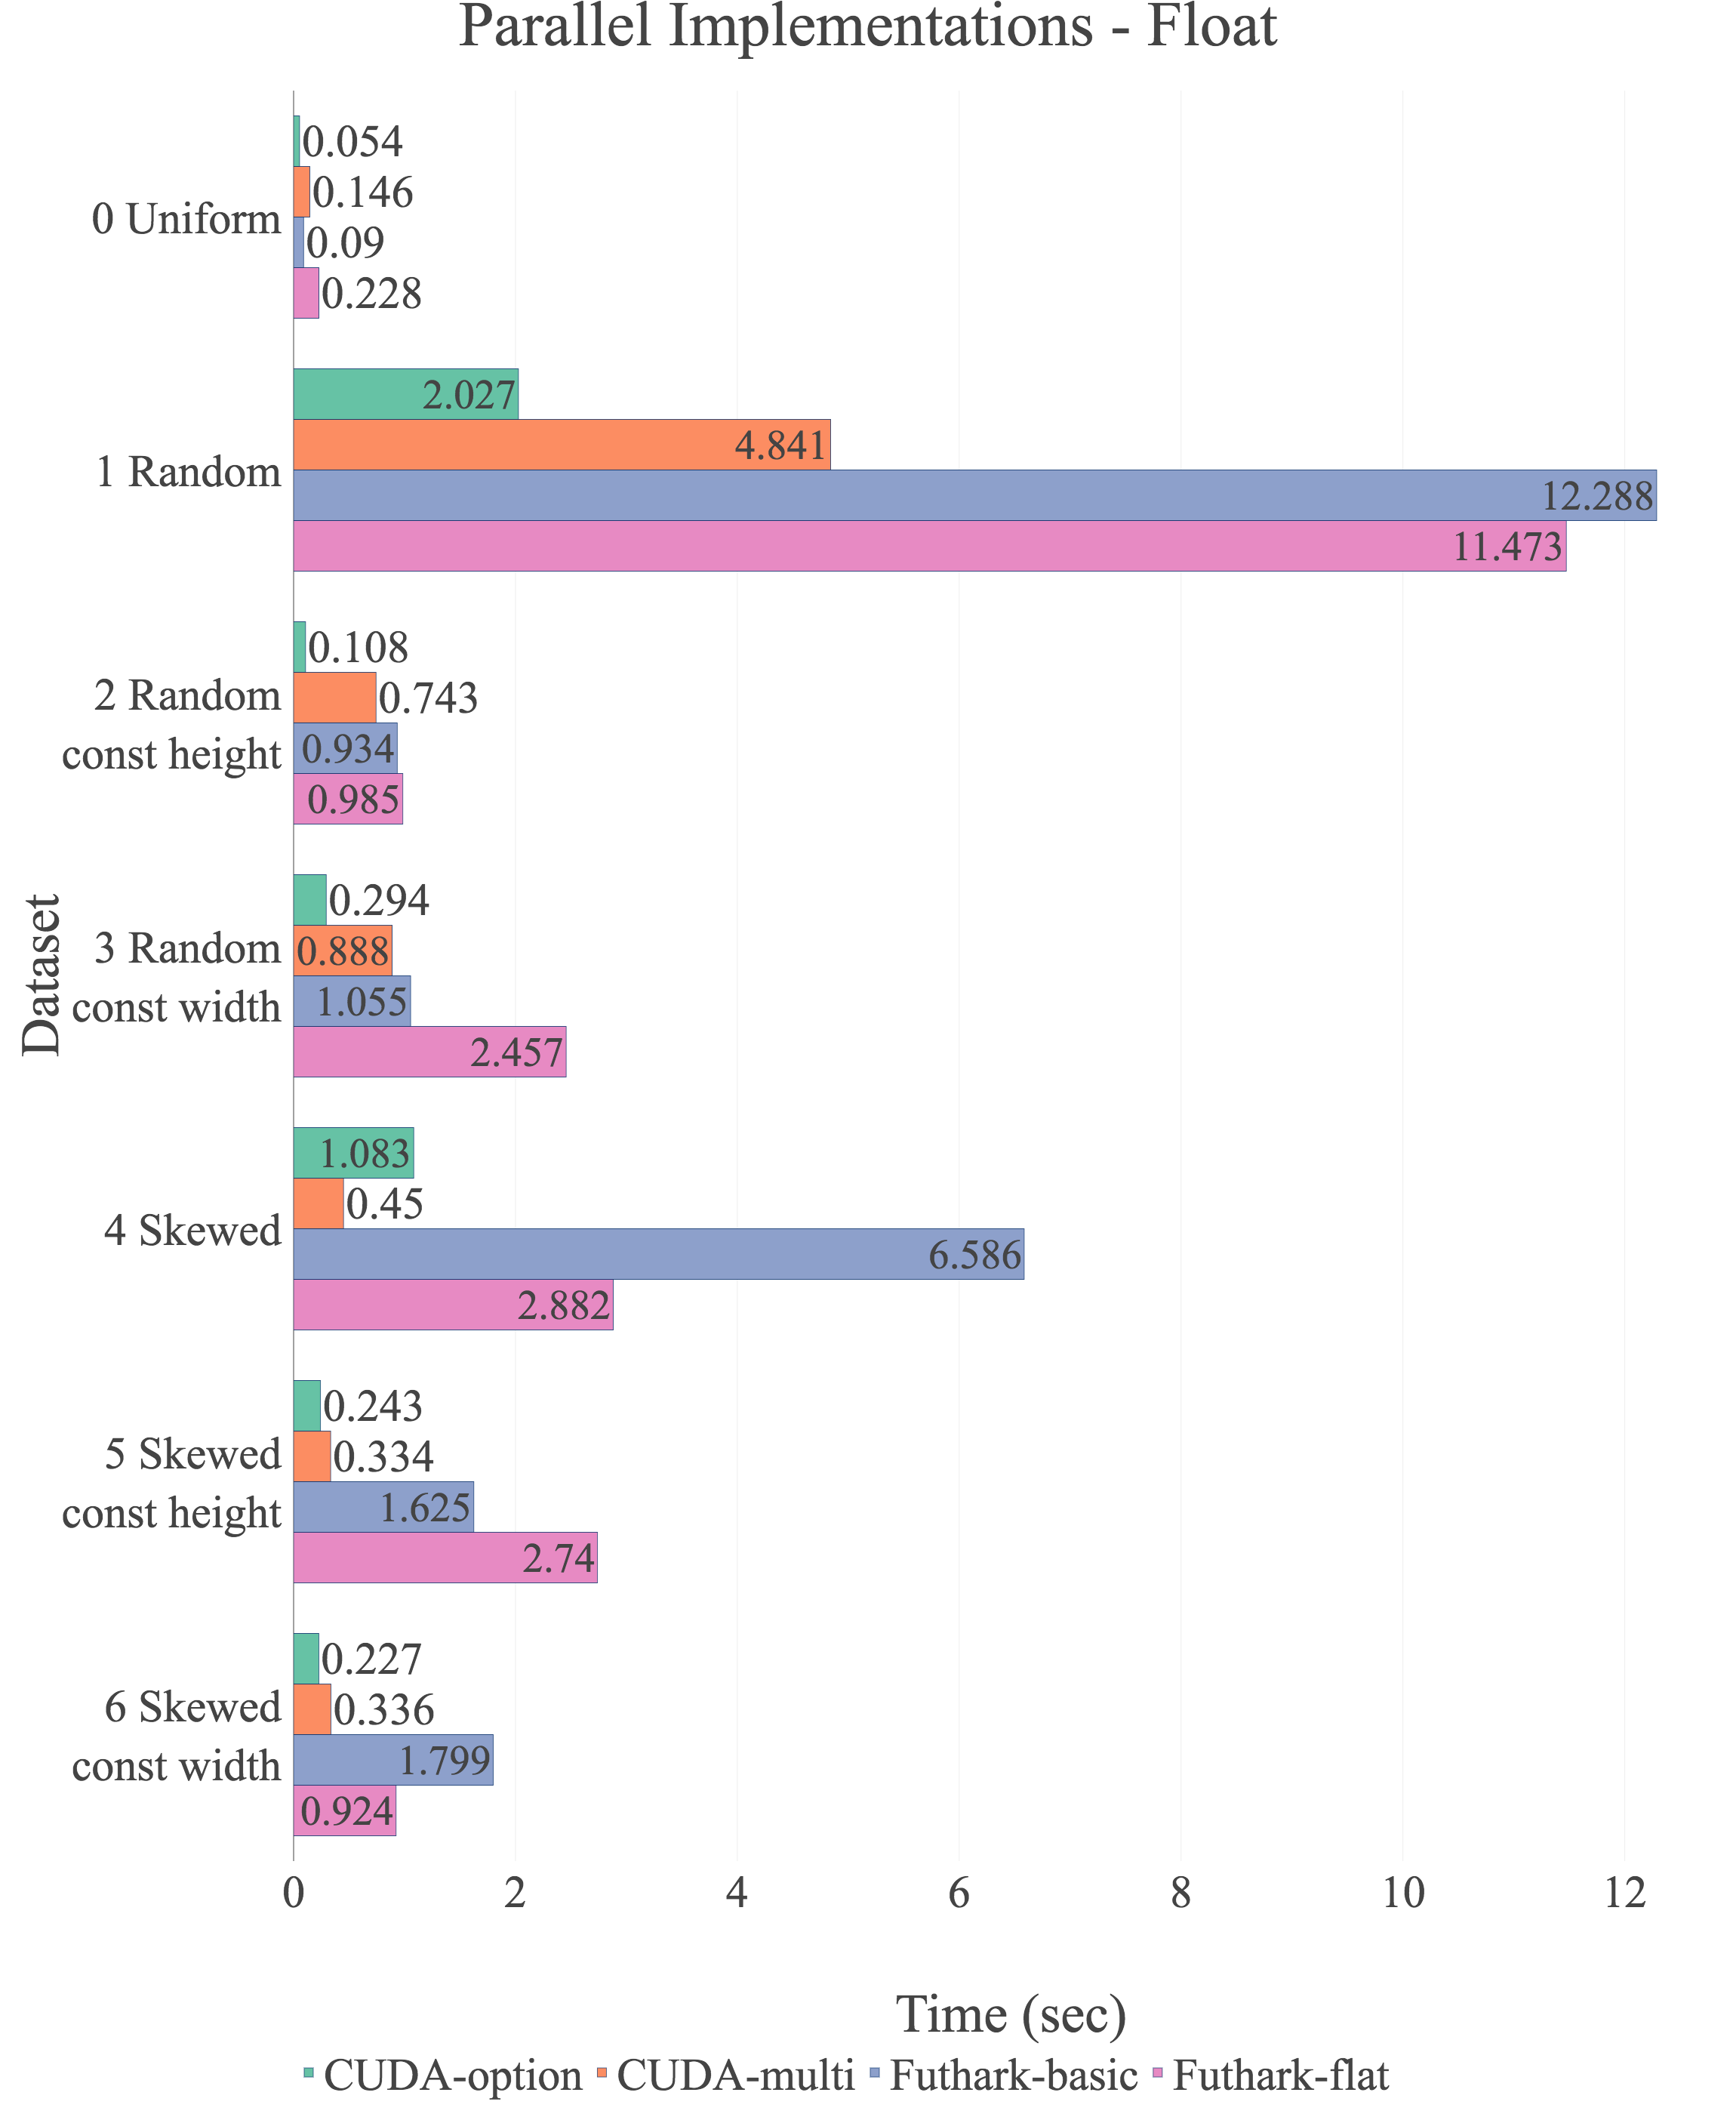 Parallel Implementations - Float
0 Uniform
0.054
0.146
0.09
0.228
1 Random
2.027
4.841
12.288
11.473
2 Random
const height
0.108
0.743
0.934
0.985
3 Random
const width
0.294
0.888
1.055
2.457
4 Skewed
1.083
0.45
6.586
2.882
5 Skewed
const height
0.243
0.334
1.625
2.74
6 Skewed
const width
0.227
0.336
1.799
0.924
Dataset
0 2 4 6 8 10 12
Time (sec)
CUDA-option CUDA-multi Futhark-basic Futhark-flat